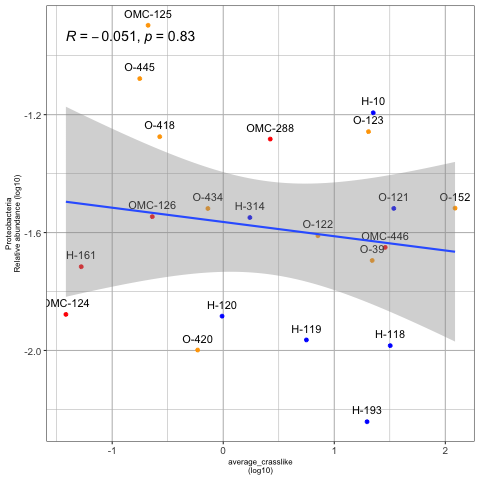 OMC-125
R = −0.051, p = 0.83
O-445
H-10
-1.2
O-123
O-418
OMC-288
O-434
O-121
O-152
OMC-126
H-314
O-122
-1.6
OMC-446
H-161
O-39
OMC-124
H-120
H-119
H-118
O-420
-2.0
H-193
-1
0
1
2
average_crasslike
(log10)
Proteobacteria
Relative abundance (log10)